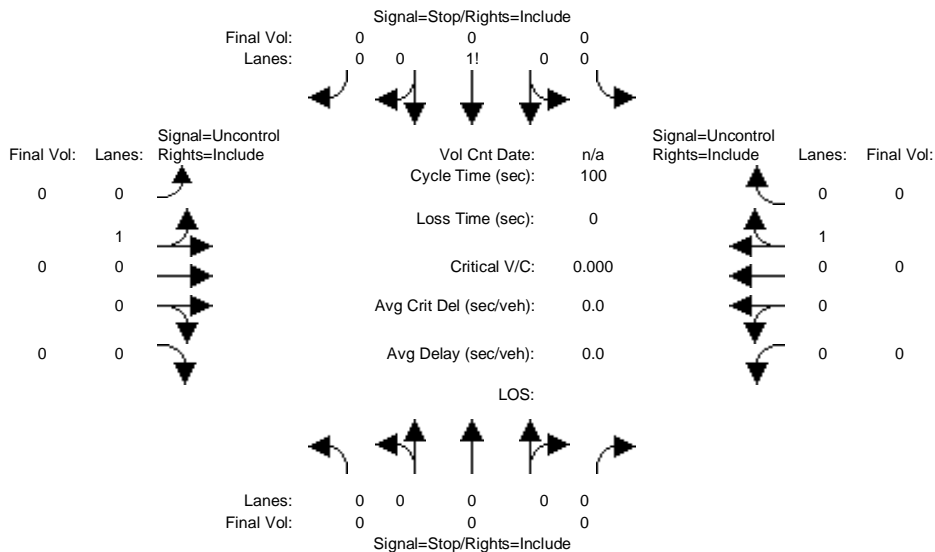 Signal=Stop/Rights=Include
Final Vol: 0 0 0
Lanes: 0 0 1! 0 0
Signal=Uncontrol
Rights=Include
Final Vol: Lanes:
Vol Cnt Date: n/a
Signal=Uncontrol
Rights=Include
Lanes: Final Vol:
Cycle Time (sec): 100
0 0
0 0
Loss Time (sec): 0
1
1
0 0
Critical V/C: 0.000
0 0
0
Avg Crit Del (sec/veh): 0.0
0
0 0
Avg Delay (sec/veh): 0.0
0 0
LOS:
Lanes: 0 0 0 0 0
Final Vol: 0 0 0
Signal=Stop/Rights=Include